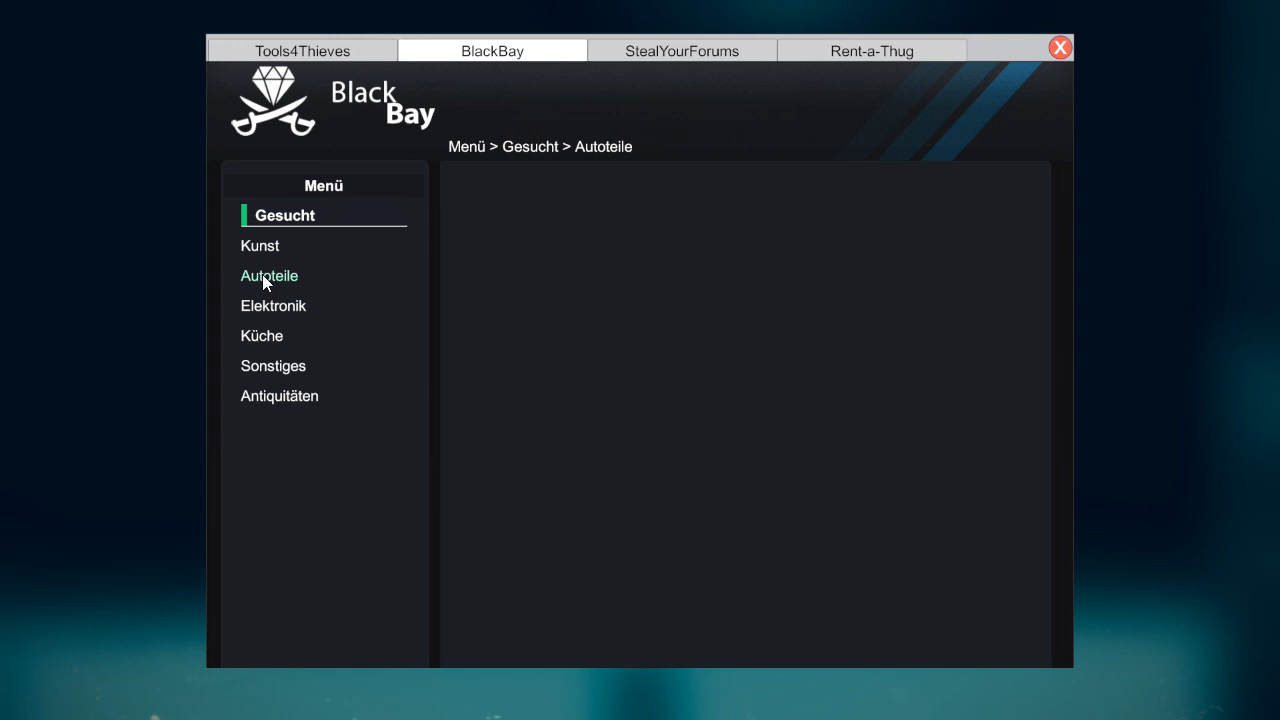 Tools4Thieves
BlackBay
StealYourForums
Rent-a-Thug
X
Black
Bay
Menü > Gesucht > Autoteile
Menü
Gesucht
Kunst
Autoteile
Elektronik
Küche
Sonstiges
Antiquitäten